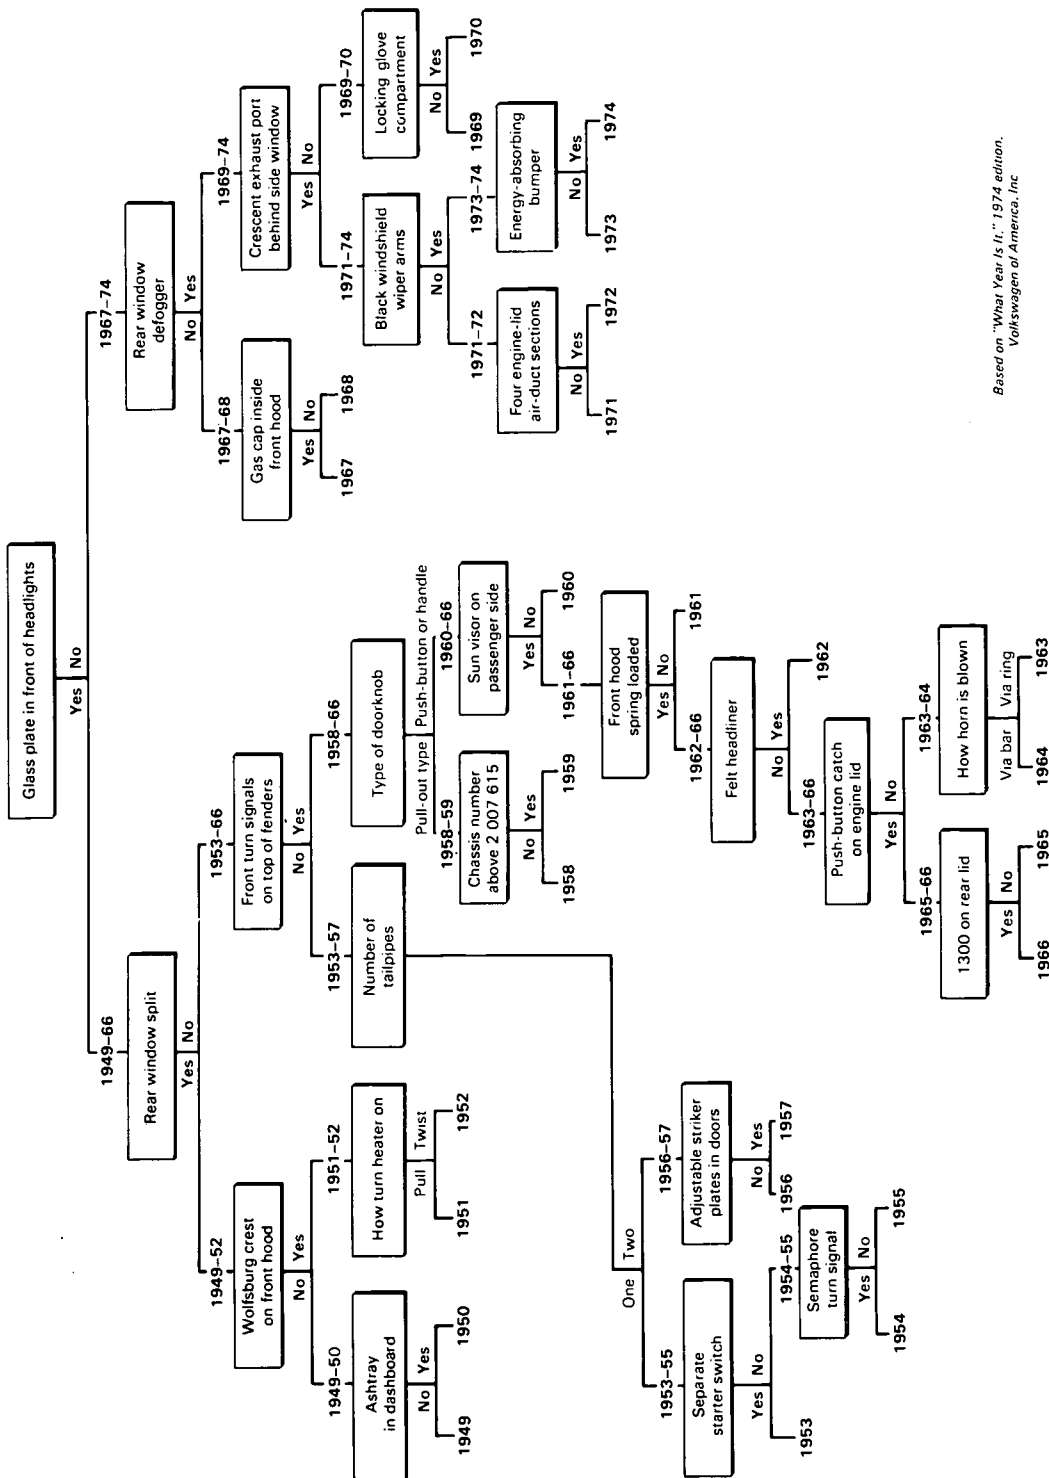 Glass plate in front of headlights
Yes No
1949–66
1967–74
Rear window split
Yes No
Rear window
defogger
No Yes
1949–52
1953–66
1967–68
1969–74
Wolfsburg crest
on front hood
No Yes
Front turn signals
on top of fenders
No Yes
Gas cap inside
front hood
Yes No
1967
1968
Crescent exhaust port
behind side window
Yes No
1949–50
1951–52
1953–57
1958–66
1971–74
1969–70
Ashtray
in dashboard
No Yes
1949
1950
How turn heater on
Pull Twist
1951
1952
Number of
tailpipes
Type of doorknob
Pull-out type Push-button or handle
Black windshield
wiper arms
No Yes
Locking glove
compartment
No Yes
1969
1970
1958–59
1960–66
1971–72
1973–74
Chassis number
above 2 007 615
No Yes
1958
1959
Sun visor on
passenger side
Yes No
1961–66
1960
Four engine-lid
air-duct sections
No Yes
1971
1972
Energy-absorbing
bumper
No Yes
1973
1974
Front hood
spring loaded
Yes No
1962–66
1961
One Two
1953–55
1956–57
Separate
starter switch
Yes No
1953
1954–55
Adjustable striker
plates in doors
No Yes
1956
1957
Semaphore
turn signal
Yes No
1954
1955
Felt headliner
No Yes
1963–66
1962
Push-button catch
on engine lid
Yes No
1965–66
1963–64
1300 on rear lid
Yes No
1966
1965
How horn is blown
Via bar Via ring
1964
1963
Based on "What Year Is It." 1974 edition.
Volkswagen of America. Inc